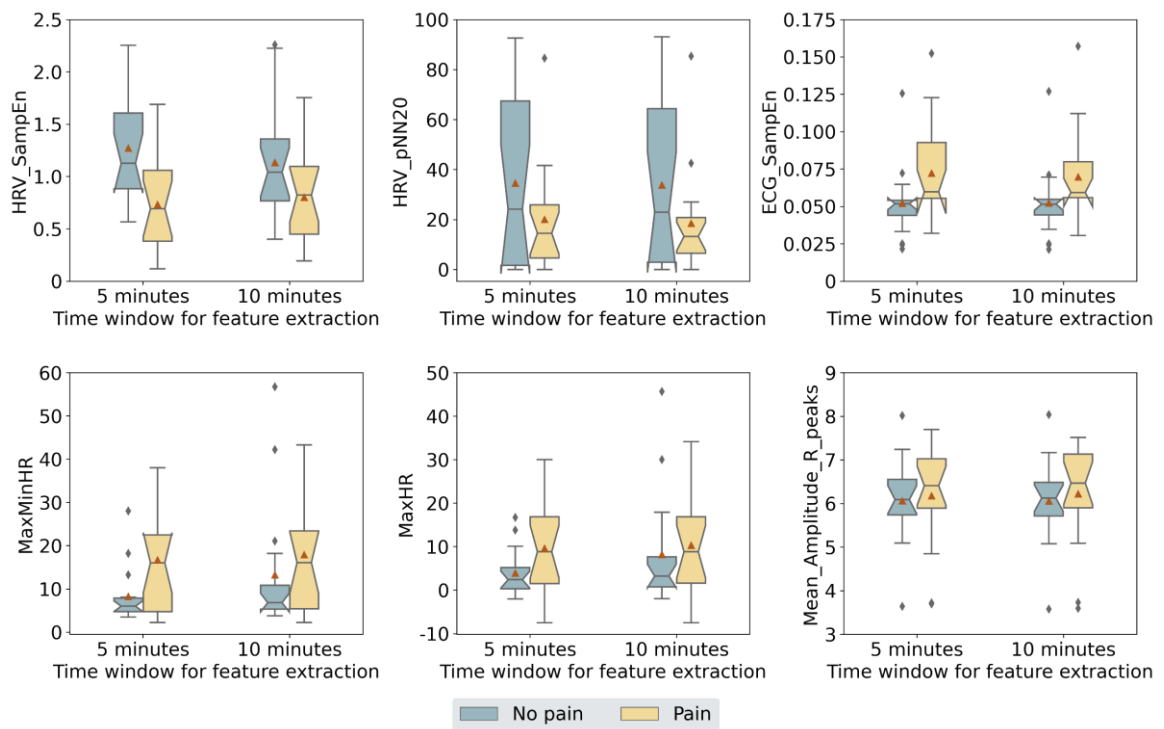 HRV_SampEn
2.5
2.0
1.5
1.0
0.5
0
5 minutes 10 minutes
Time window for feature extraction
HRV_pNN20
100
80
60
40
20
0
5 minutes 10 minutes
Time window for feature extraction
ECG_SampEn
0.175
0.150
0.125
0.100
0.075
0.050
0.025
0
5 minutes 10 minutes
Time window for feature extraction
MaxMinHR
60
50
40
30
20
10
0
5 minutes 10 minutes
Time window for feature extraction
MaxHR
50
40
30
20
10
0
-10
5 minutes 10 minutes
Time window for feature extraction
Mean_Amplitude_R_peaks
9
8
7
6
5
4
3
5 minutes 10 minutes
Time window for feature extraction
No pain Pain